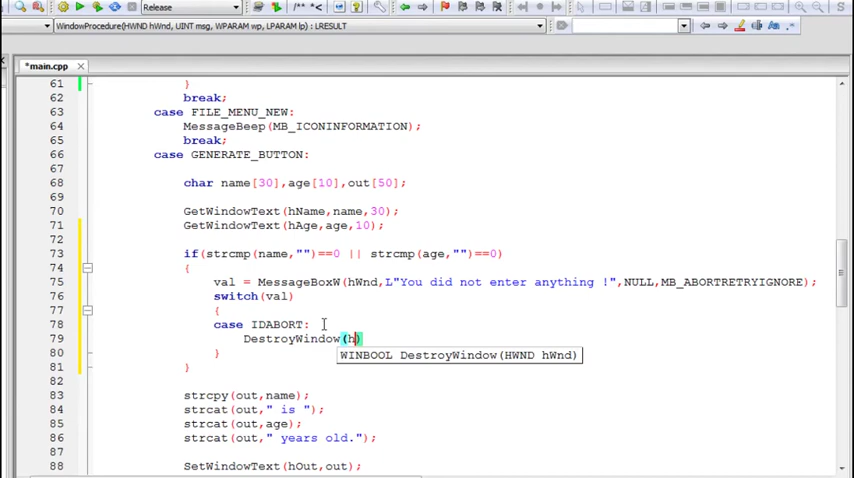 Release
/** *<
WindowProcedure(HWND hWnd, UINT msg, WPARAM wp, LPARAM lp) : LRESULT
*main.cpp
61 }
62 break;
63 case FILE_MENU_NEW:
64 MessageBeep(MB_ICONINFORMATION);
65 break;
66 case GENERATE_BUTTON:
67
68 char name[30],age[10],out[50];
69
70 GetWindowText(hName,name,30);
71 GetWindowText(hAge,age,10);
72
73 if(strcmp(name,"")==0 || strcmp(age,"")==0)
74 {
75 val = MessageBoxW(hWnd,L"You did not enter anything !",NULL,MB_ABORTRETRYIGNORE);
76 switch(val)
77 {
78 case IDABORT:
79 DestroyWindow(h)
WINBOOL DestroyWindow(HWND hWnd)
80 }
81 }
82
83 strcpy(out,name);
84 strcat(out," is ");
85 strcat(out,age);
86 strcat(out," years old.");
87
88 SetWindowText(hOut,out);